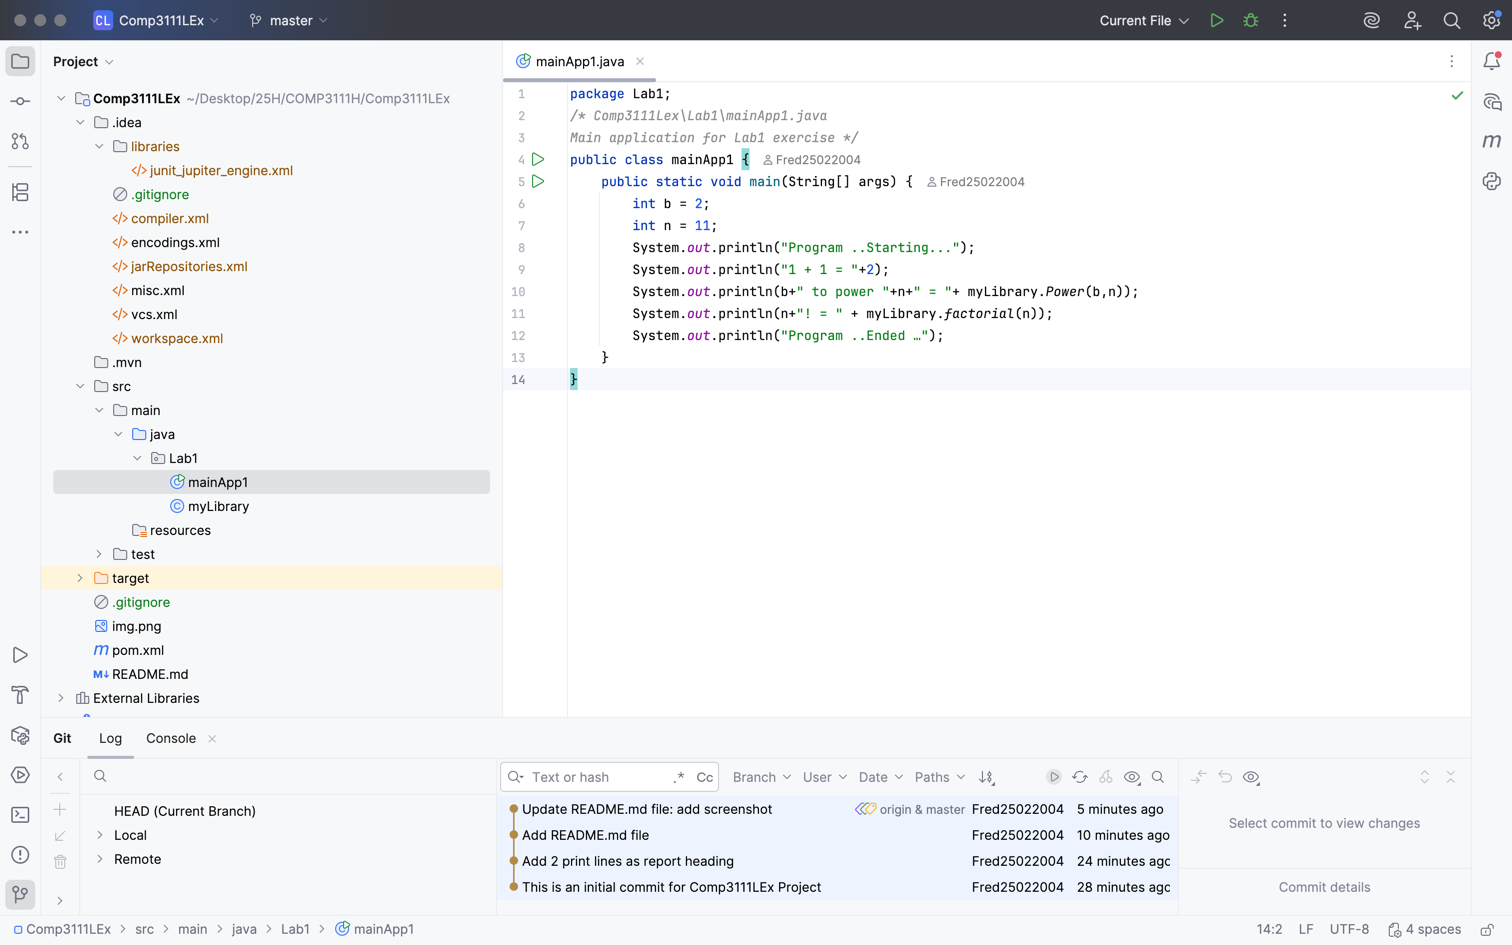 CL Comp3111LEx master Current File
Project
mainApp1.java
Comp3111LEx ~/Desktop/25H/COMP3111H/Comp3111LEx
.idea
libraries
junit_jupiter_engine.xml
.gitignore
compiler.xml
encodings.xml
jarRepositories.xml
misc.xml
vcs.xml
workspace.xml
.mvn
src
main
java
Lab1
mainApp1
myLibrary
resources
test
target
.gitignore
img.png
m pom.xml
M↓ README.md
External Libraries
1 package Lab1;
2 /* Comp3111Lex\Lab1\mainApp1.java
3 Main application for Lab1 exercise */
4 public class mainApp1 { Fred25022004
5 public static void main(String[] args) { Fred25022004
6 int b = 2;
7 int n = 11;
8 System.out.println("Program ..Starting...");
9 System.out.println("1 + 1 = "+2);
10 System.out.println(b+" to power "+n+" = "+ myLibrary.Power(b,n));
11 System.out.println(n+"! = " + myLibrary.factorial(n));
12 System.out.println("Program ..Ended …");
13 }
14 }
m
Git Log Console
HEAD (Current Branch)
Local
Remote
Text or hash .* Cc Branch User Date Paths
Update README.md file: add screenshot origin & master Fred25022004 5 minutes ago
Add README.md file Fred25022004 10 minutes ago
Add 2 print lines as report heading Fred25022004 24 minutes agc
This is an initial commit for Comp3111LEx Project Fred25022004 28 minutes agc
Select commit to view changes
Commit details
Comp3111LEx > src > main > java > Lab1 > mainApp1 14:2 LF UTF-8 4 spaces